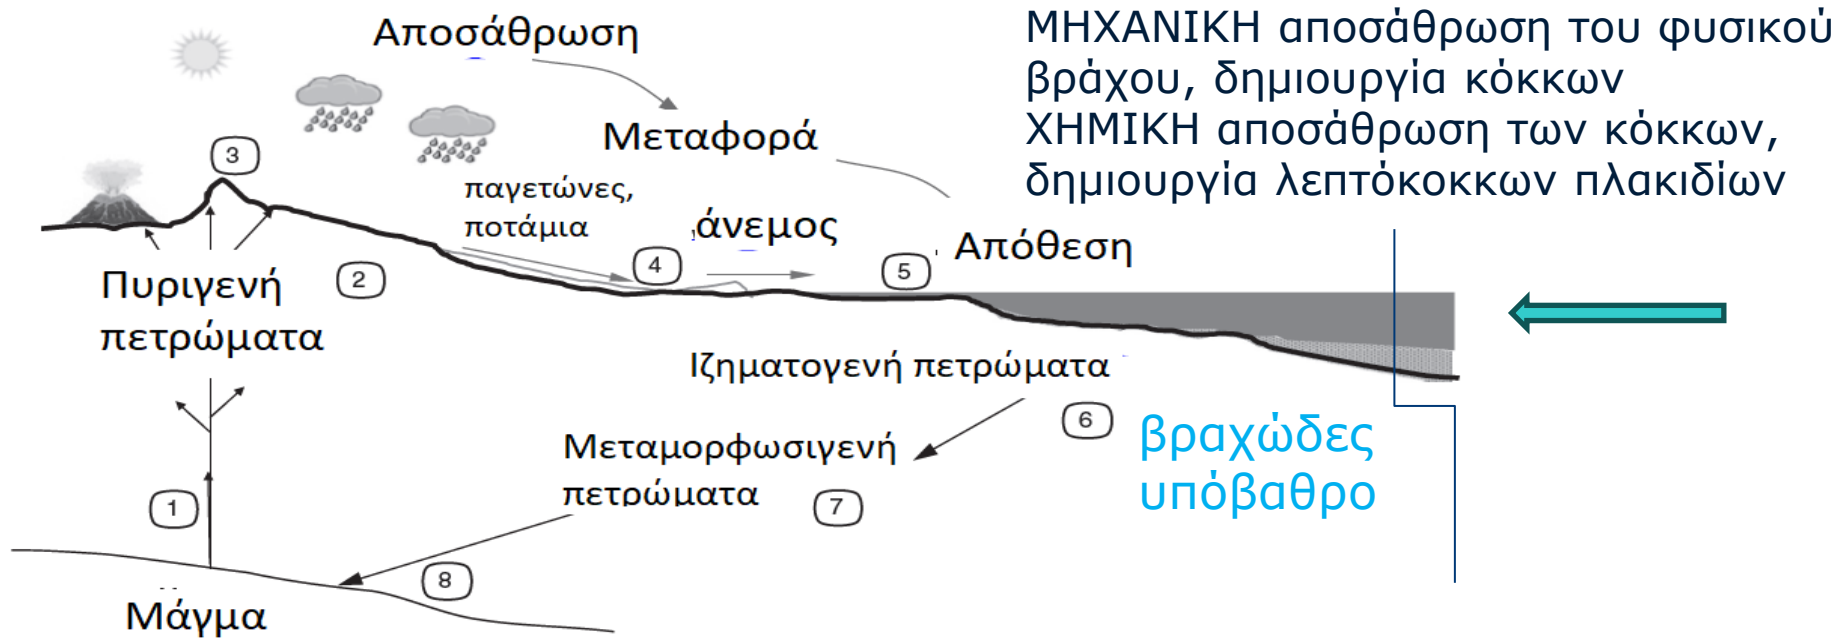 Αποσάθρωση
ΜΗΧΑΝΙΚΗ αποσάθρωση του φυσικού
βράχου, δημιουργία κόκκων
ΧΗΜΙΚΗ αποσάθρωση των κόκκων,
δημιουργία λεπτόκοκκων πλακιδίων
Μεταφορά
3
παγετώνες,
ποτάμια
άνεμος
Απόθεση
4
5
2
Πυριγενή
πετρώματα
Ιζηματογενή πετρώματα
6
βραχώδες
υπόβαθρο
Μεταμορφωσιγενή
πετρώματα
7
1
8
Μάγμα